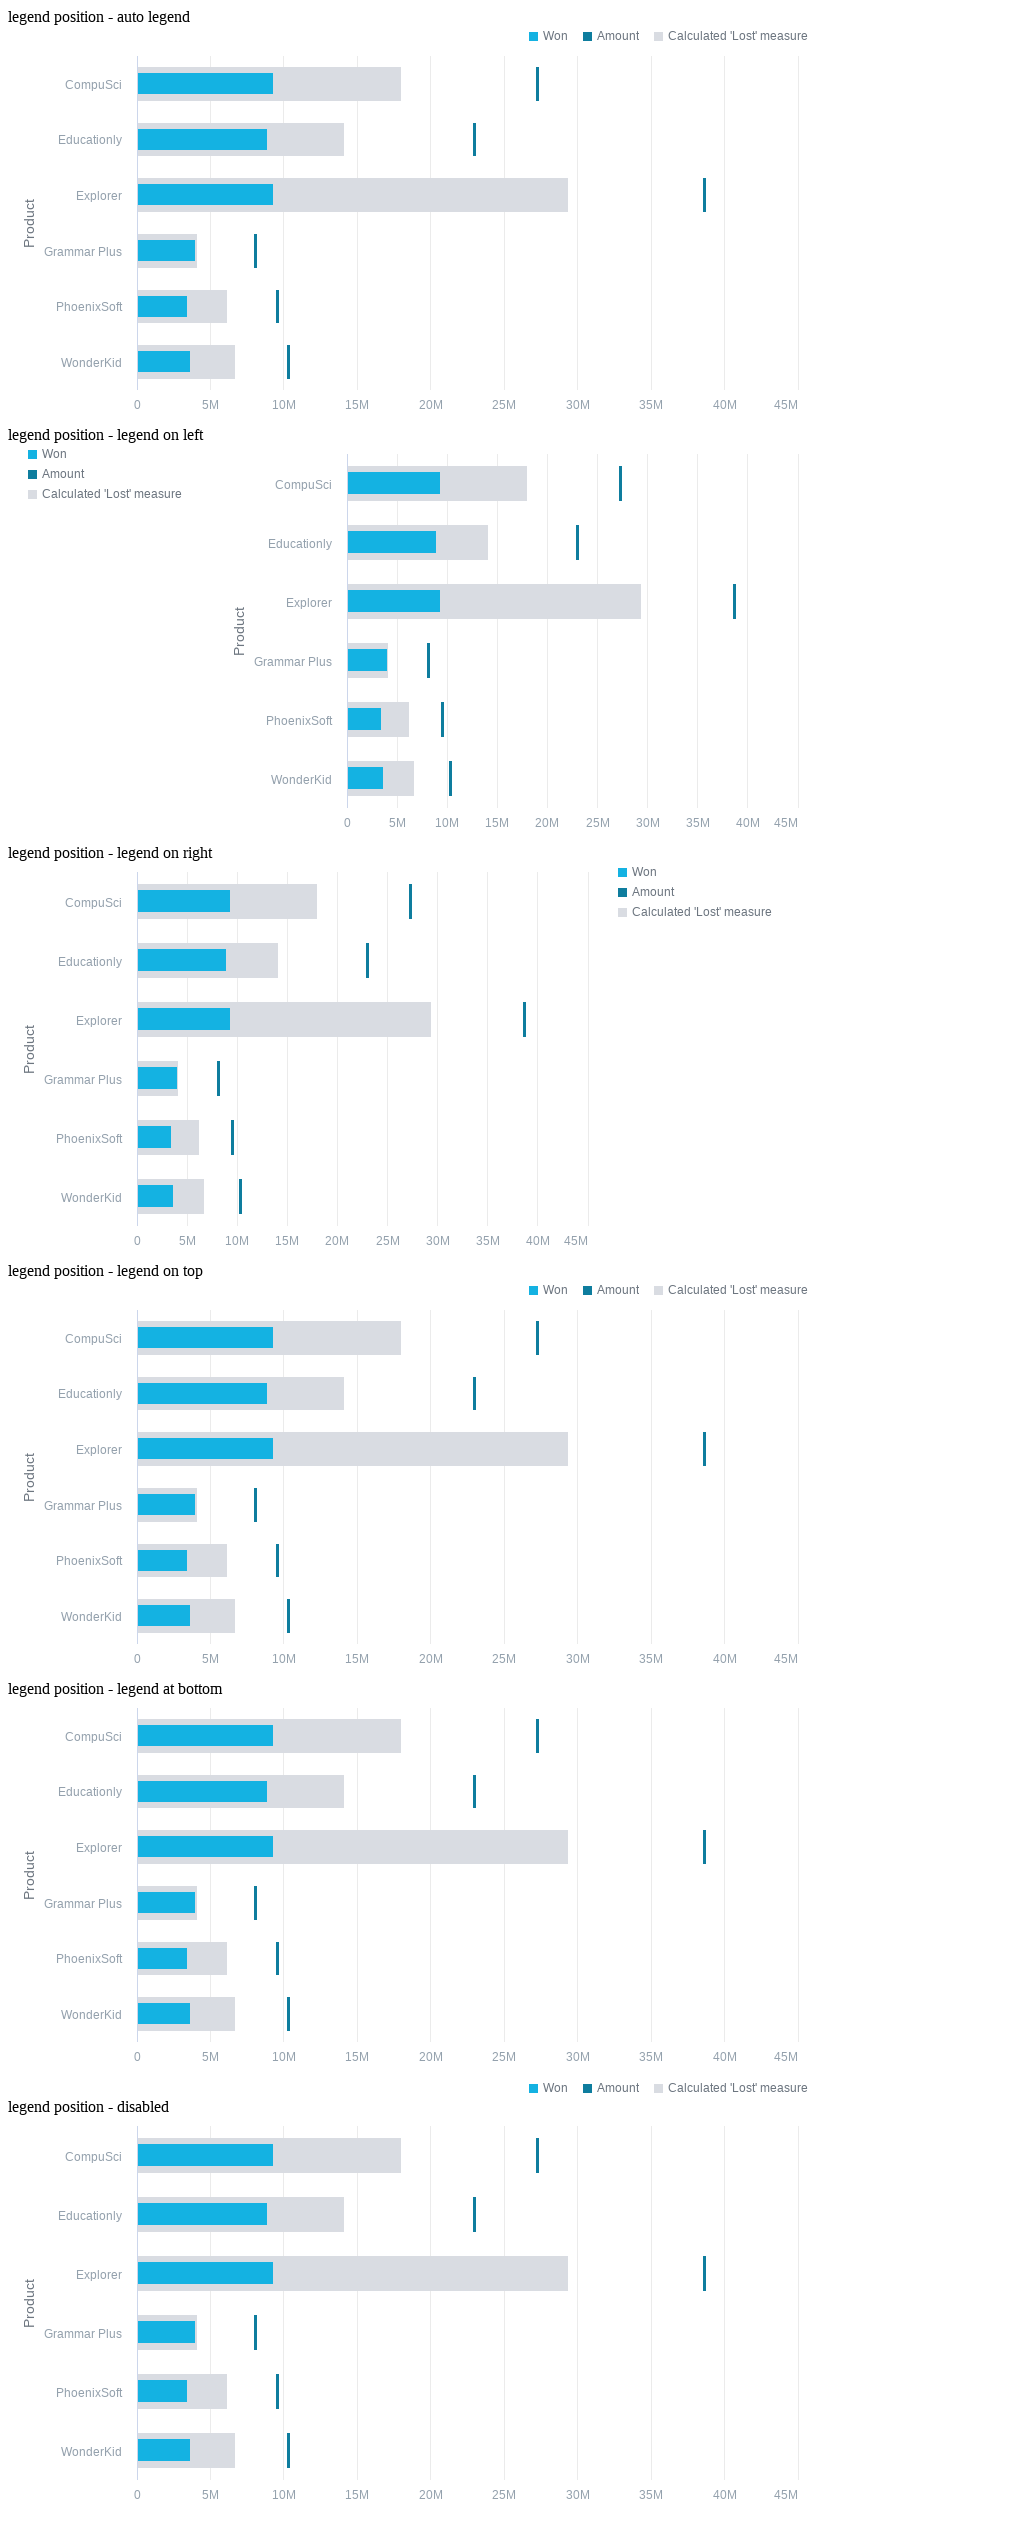 legend position - auto legend
Won Amount Calculated 'Lost' measure
CompuSci
Educationly
Explorer
Product
Grammar Plus
PhoenixSoft
WonderKid
0 5M 10M 15M 20M 25M 30M 35M 40M 45M
legend position - legend on left
Won
Amount
Calculated 'Lost' measure
CompuSci
Educationly
Explorer
Product
Grammar Plus
PhoenixSoft
WonderKid
0 5M 10M 15M 20M 25M 30M 35M 40M 45M
legend position - legend on right
Won
Amount
Calculated 'Lost' measure
CompuSci
Educationly
Explorer
Product
Grammar Plus
PhoenixSoft
WonderKid
0 5M 10M 15M 20M 25M 30M 35M 40M 45M
legend position - legend on top
Won Amount Calculated 'Lost' measure
CompuSci
Educationly
Explorer
Product
Grammar Plus
PhoenixSoft
WonderKid
0 5M 10M 15M 20M 25M 30M 35M 40M 45M
legend position - legend at bottom
CompuSci
Educationly
Explorer
Product
Grammar Plus
PhoenixSoft
WonderKid
0 5M 10M 15M 20M 25M 30M 35M 40M 45M
Won Amount Calculated 'Lost' measure
legend position - disabled
CompuSci
Educationly
Explorer
Product
Grammar Plus
PhoenixSoft
WonderKid
0 5M 10M 15M 20M 25M 30M 35M 40M 45M